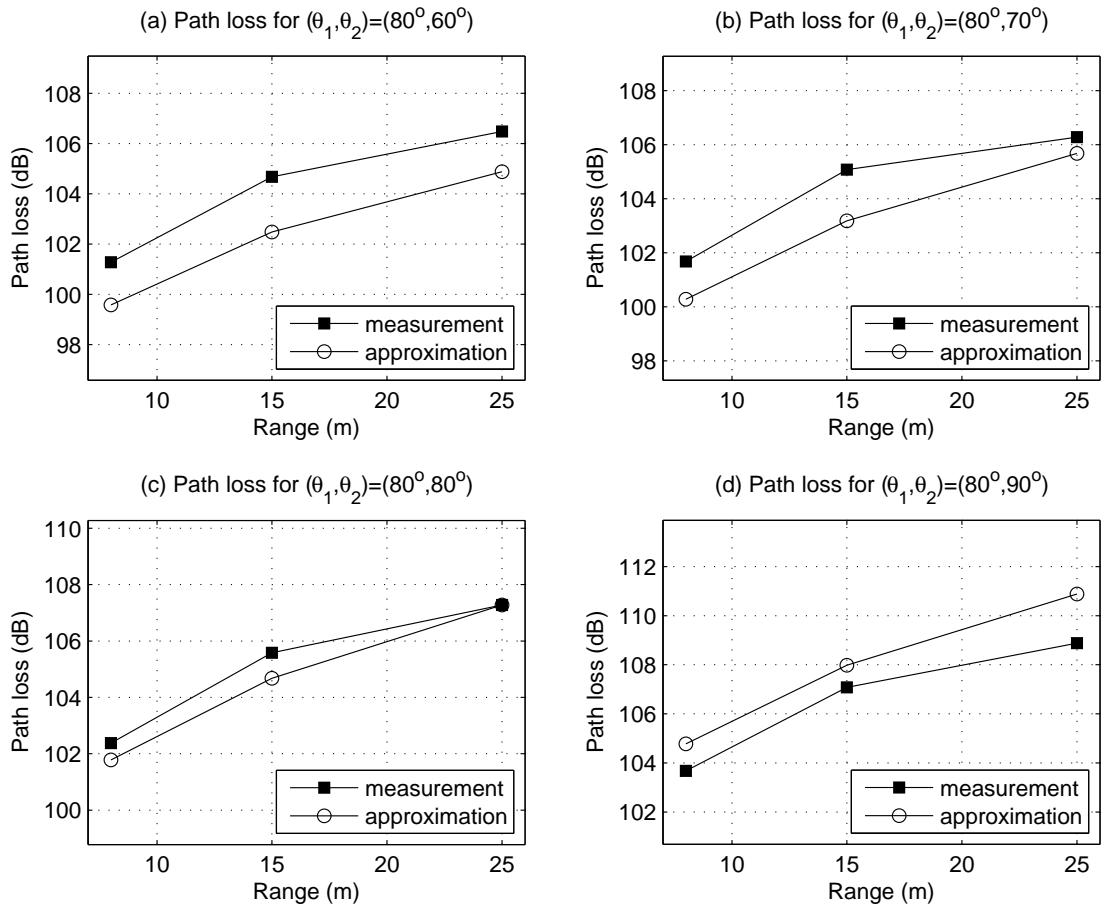 (a) Path loss for (θ1,θ2)=(80o,60o)
108
106
104
102
100
98
Path loss (dB)
measurement
approximation
10 15 20 25
Range (m)
(b) Path loss for (θ1,θ2)=(80o,70o)
108
106
104
102
100
98
Path loss (dB)
measurement
approximation
10 15 20 25
Range (m)
(c) Path loss for (θ1,θ2)=(80o,80o)
110
108
106
104
102
100
Path loss (dB)
measurement
approximation
10 15 20 25
Range (m)
(d) Path loss for (θ1,θ2)=(80o,90o)
112
110
108
106
104
102
Path loss (dB)
measurement
approximation
10 15 20 25
Range (m)